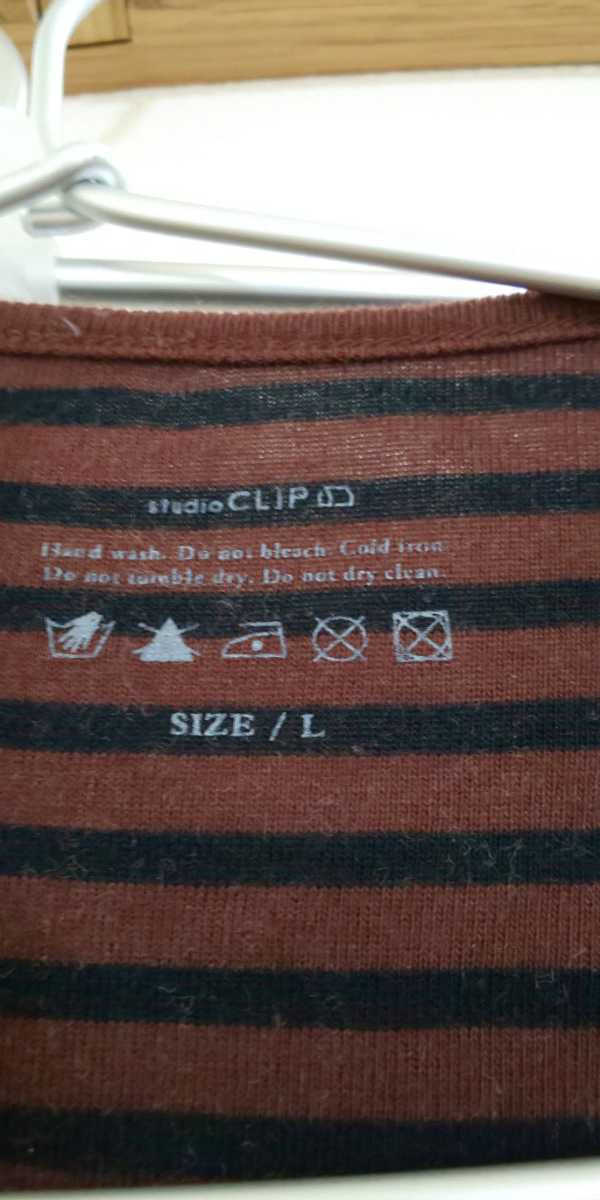 studio CLIP
Hand wash. Do not bleach. Cold iron.
Do not tumble dry. Do not dry clean.
SIZE / L